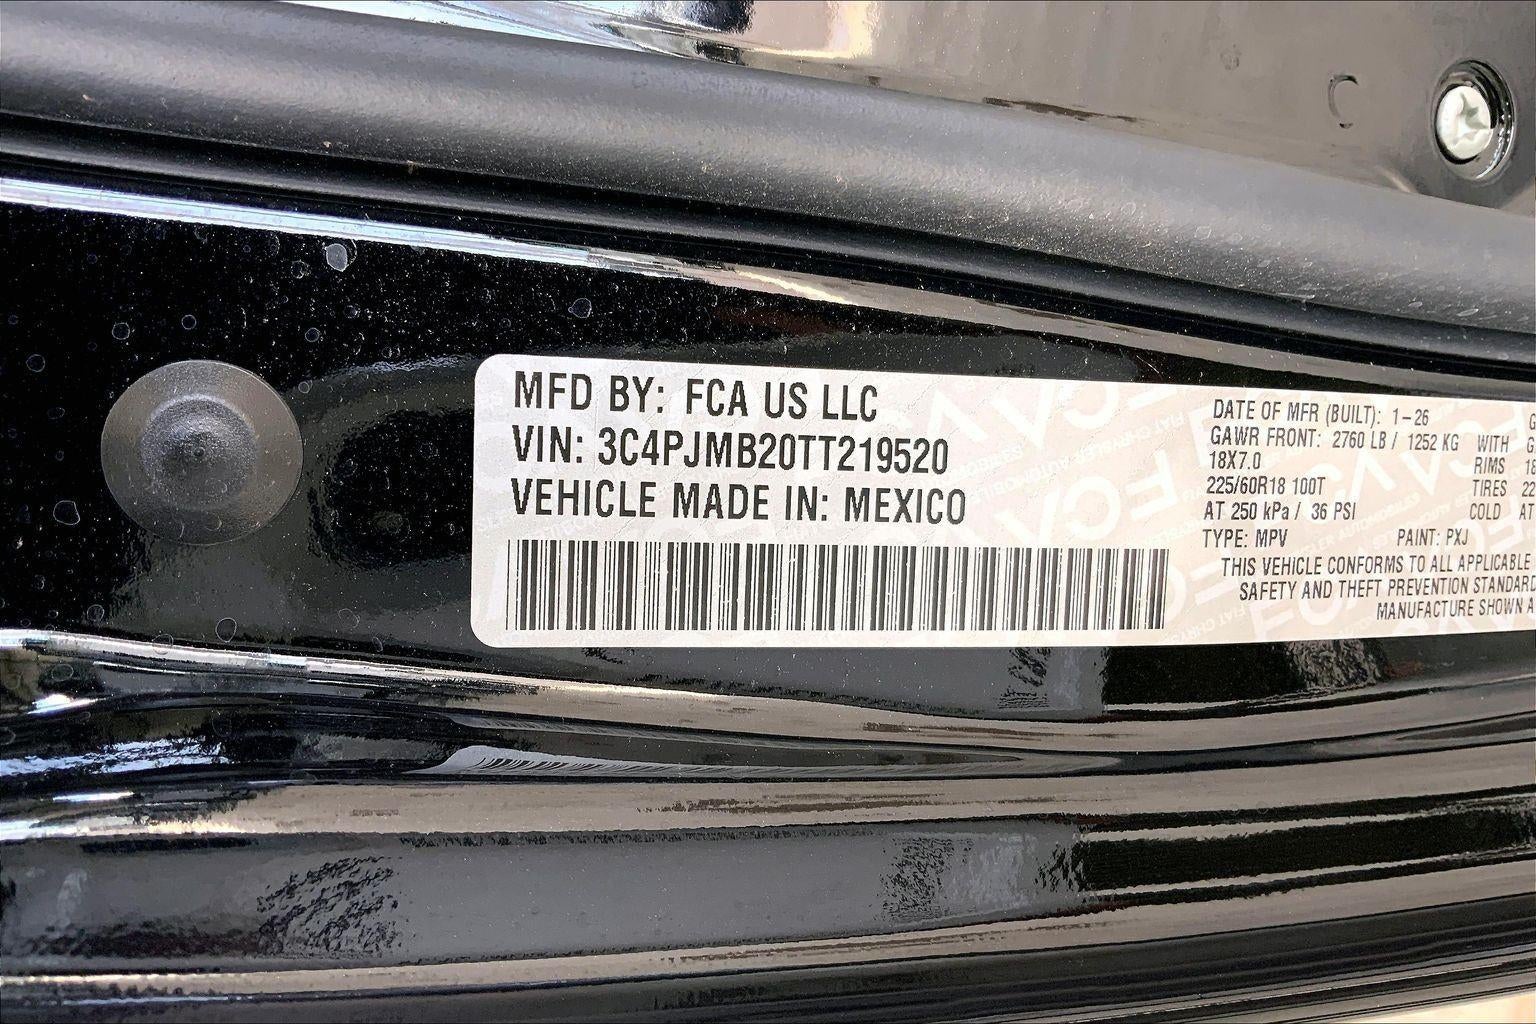 MFD BY: FCA US LLC
VIN: 3C4PJMB20TT219520
VEHICLE MADE IN: MEXICO
DATE OF MFR (BUILT): 1-26
GAWR FRONT: 2760 LB / 1252 KG WITH
18X7.0 RIMS
225/60R18 100T TIRES
AT 250 kPa / 36 PSI COLD AT
TYPE: MPV PAINT: PXJ
THIS VEHICLE CONFORMS TO ALL APPLICABLE
SAFETY AND THEFT PREVENTION STANDARD
MANUFACTURE SHOWN A
C